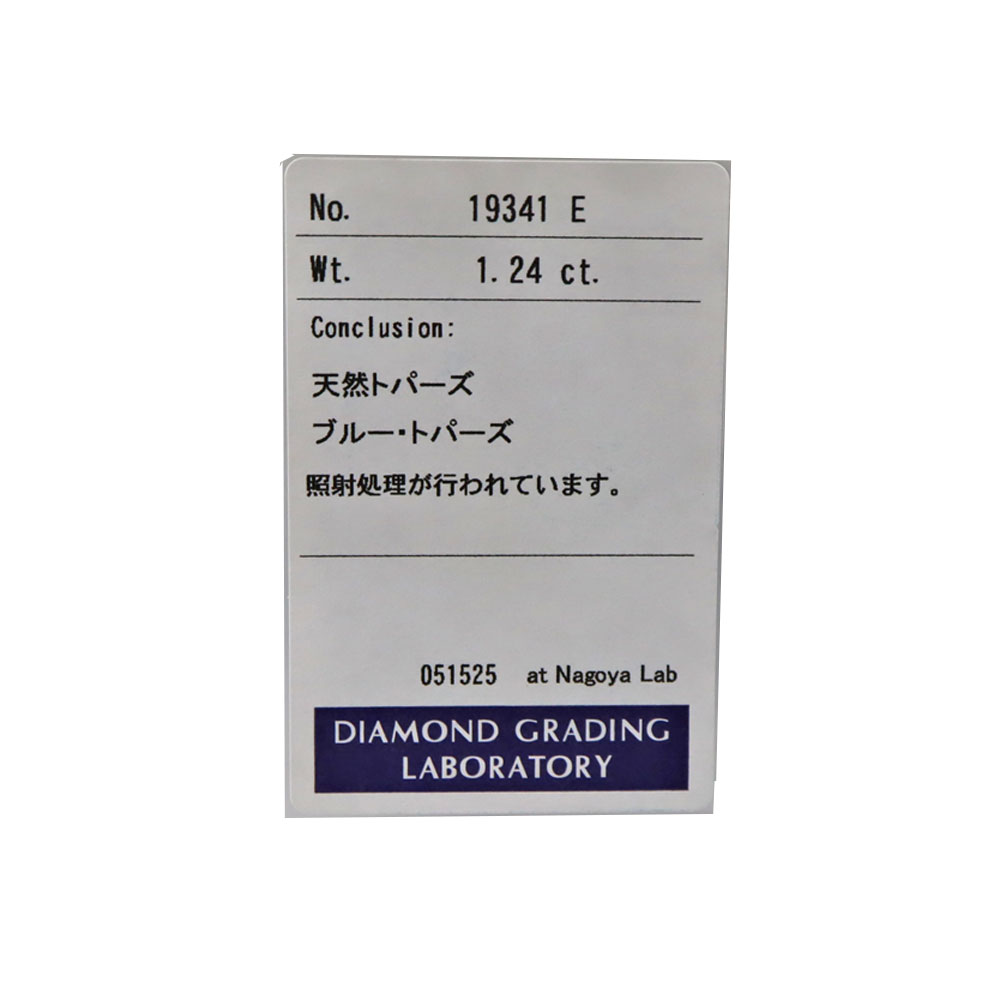 No. 19341 E
Wt. 1.24 ct.
Conclusion:
天然トパーズ
ブルー・トパーズ
照射処理が行われています。
051525 at Nagoya Lab
DIAMOND GRADING
LABORATORY